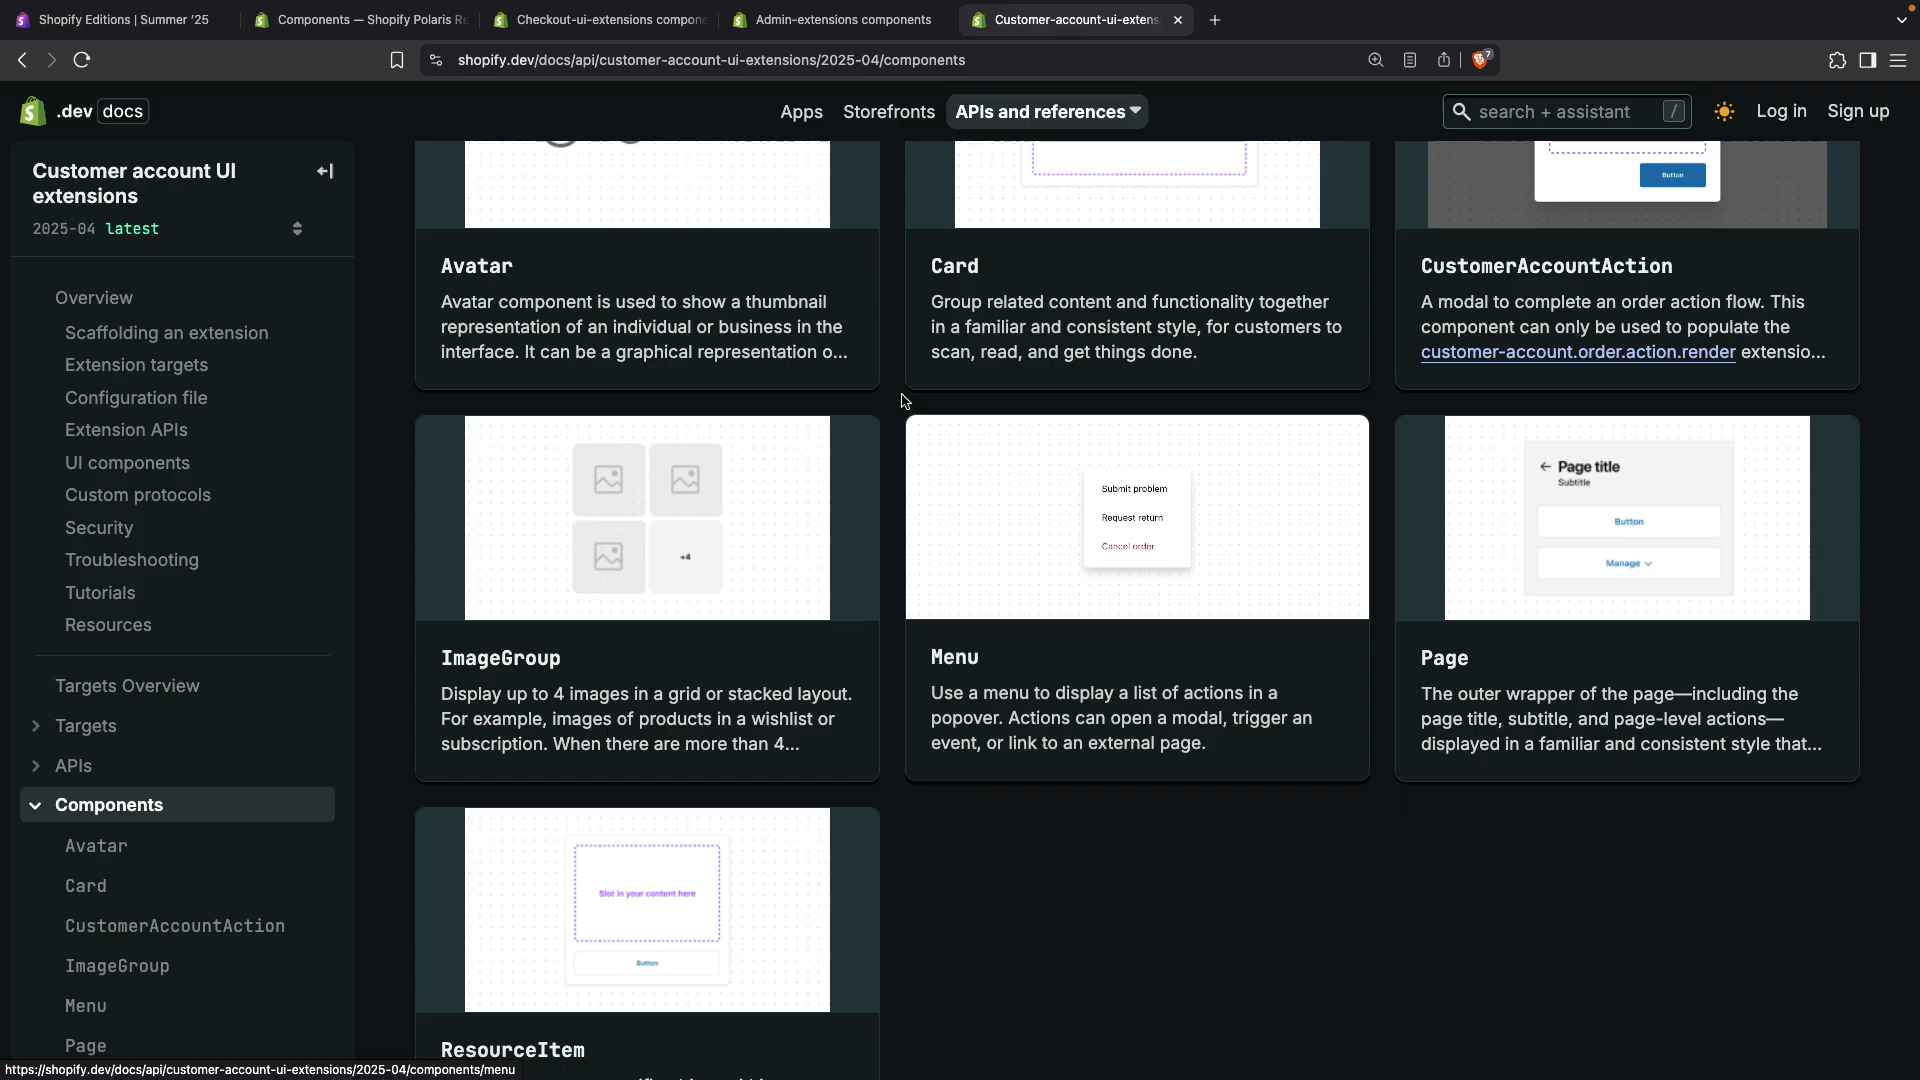 Shopify Editions | Summer '25
Components — Shopify Polaris Re
Checkout-ui-extensions compone
Admin-extensions components
Customer-account-ui-extens
shopify.dev/docs/api/customer-account-ui-extensions/2025-04/components
7
.dev docs
Apps
Storefronts
APIs and references
search + assistant /
Log in
Sign up
Customer account UI
extensions
2025-04 latest
Overview
Scaffolding an extension
Extension targets
Configuration file
Extension APIs
UI components
Custom protocols
Security
Troubleshooting
Tutorials
Resources
Targets Overview
Targets
APIs
Components
Avatar
Card
CustomerAccountAction
ImageGroup
Menu
Page
Avatar
Avatar component is used to show a thumbnail
representation of an individual or business in the
interface. It can be a graphical representation o...
Card
Group related content and functionality together
in a familiar and consistent style, for customers to
scan, read, and get things done.
Button
CustomerAccountAction
A modal to complete an order action flow. This
component can only be used to populate the
customer-account.order.action.render extensio...
+4
ImageGroup
Display up to 4 images in a grid or stacked layout.
For example, images of products in a wishlist or
subscription. When there are more than 4...
Submit problem
Request return
Cancel order
Menu
Use a menu to display a list of actions in a
popover. Actions can open a modal, trigger an
event, or link to an external page.
Page title
Subtitle
Button
Manage
Page
The outer wrapper of the page—including the
page title, subtitle, and page-level actions—
displayed in a familiar and consistent style that...
Slot in your content here
Button
ResourceItem
https://shopify.dev/docs/api/customer-account-ui-extensions/2025-04/components/menu